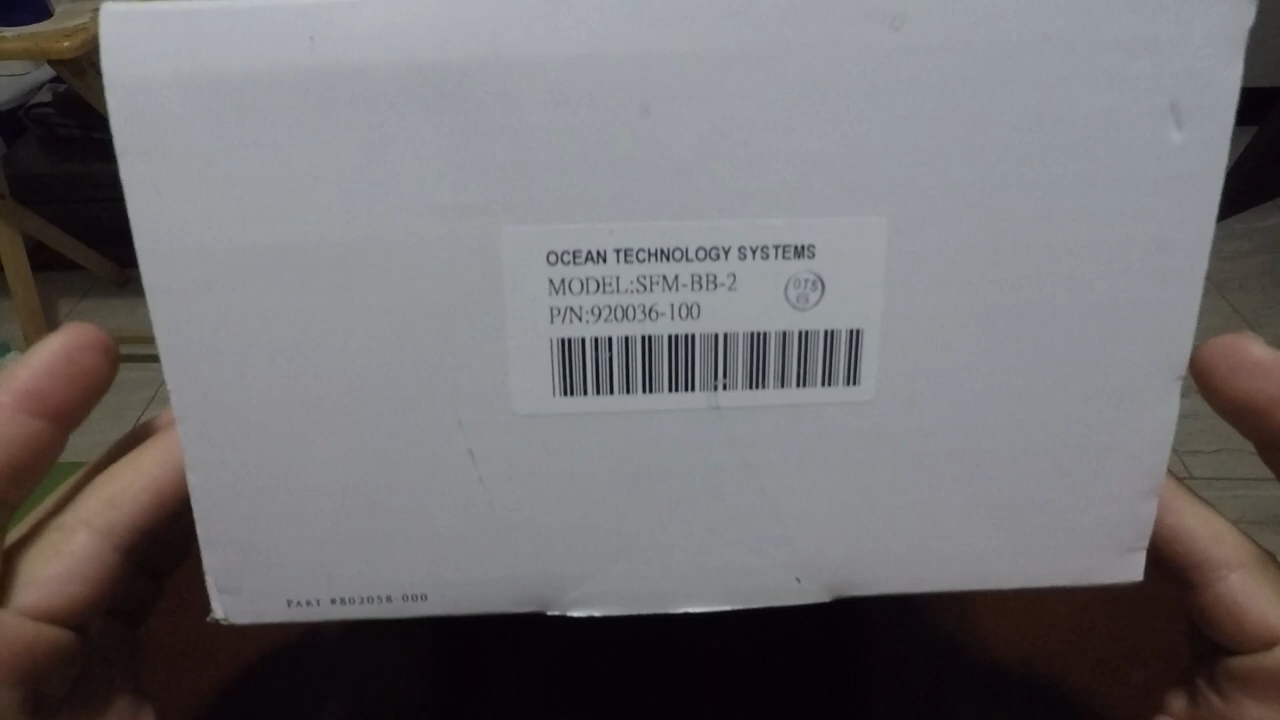 OCEAN TECHNOLOGY SYSTEMS
MODEL:SFM-BB-2
OTS
P/N:920036-100
PART #802058-000